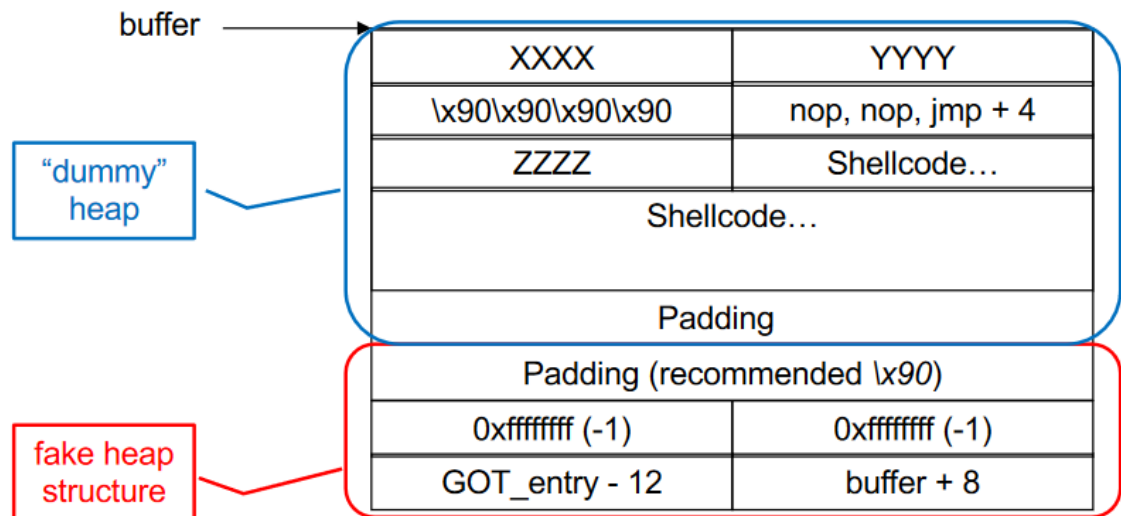 buffer
XXXX YYYY
\x90\x90\x90\x90 nop, nop, jmp + 4
“dummy”
heap
ZZZZ Shellcode…
Shellcode…
Padding
Padding (recommended \x90)
fake heap
structure
0xffffffff (-1) 0xffffffff (-1)
GOT_entry - 12 buffer + 8